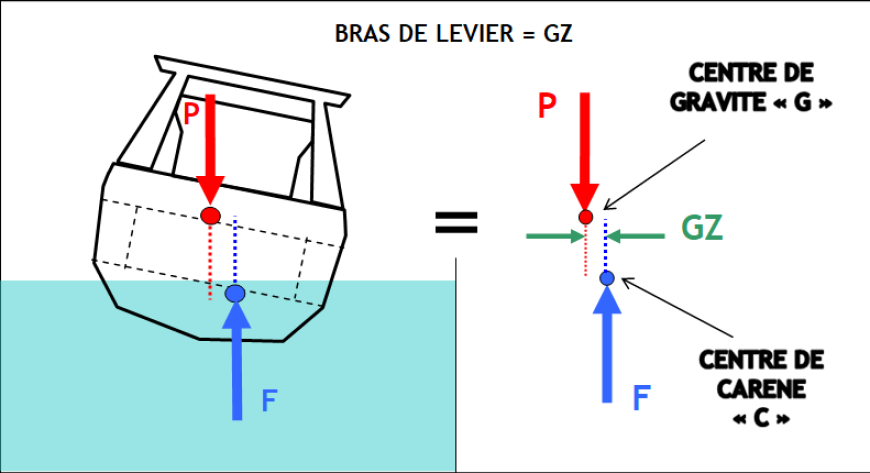 BRAS DE LEVIER = GZ
P
F
=
P
CENTRE DE
GRAVITE « G »
GZ
F
CENTRE DE
CARENE
« C »